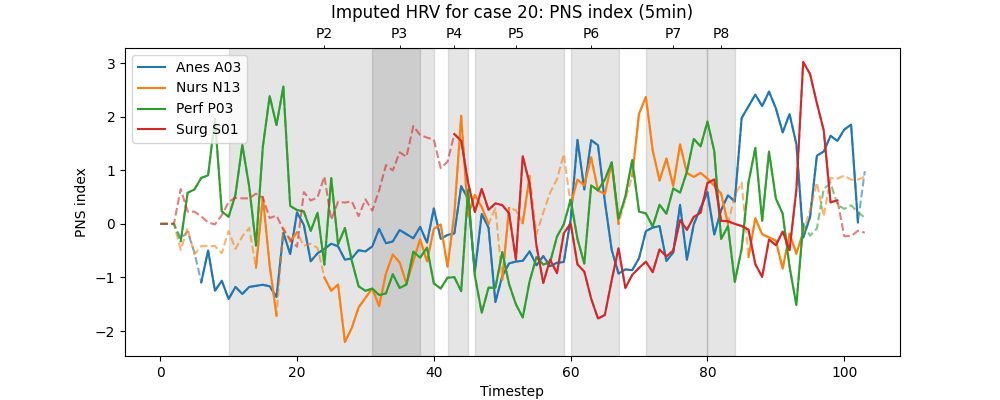 Imputed HRV for case 20: PNS index (5min)
P2 P3 P4 P5 P6 P7 P8
Anes A03
Nurs N13
Perf P03
Surg S01
PNS index
3
2
1
0
−1
−2
0 20 40 60 80 100
Timestep